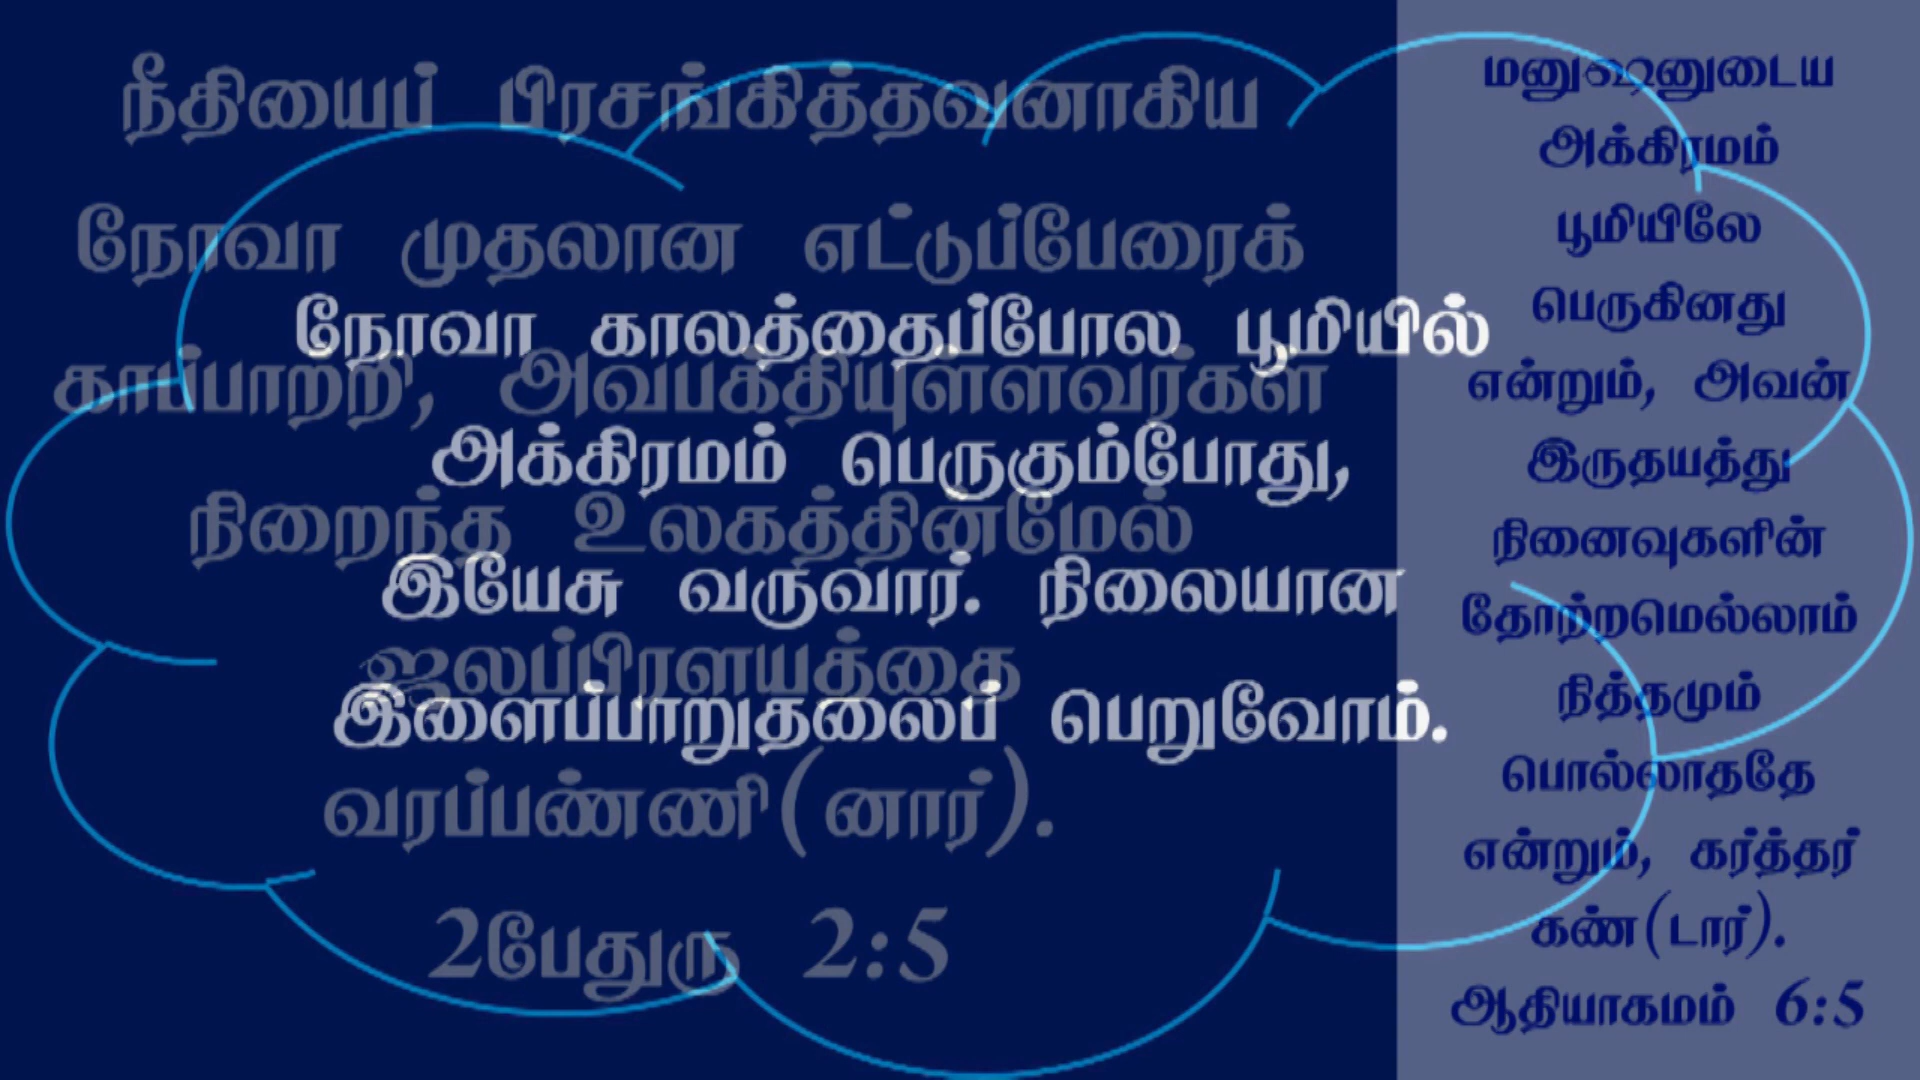 நீதியைப் பிரசங்கித்தவனாகிய
நோவா முதலான எட்டுப்பேரைக்
காப்பாற்றி, அவபக்தியுள்ளவர்கள்
நிறைந்த உலகத்தின்மேல்
ஜலப்பிரளயத்தை
வரப்பண்ணி(னார்).
2பேதுரு 2:5
நோவா காலத்தைப்போல பூமியில்
அக்கிரமம் பெருகும்போது,
இயேசு வருவார். நிலையான
இளைப்பாறுதலைப் பெறுவோம்.
மனுஷனுடைய
அக்கிரமம்
பூமியிலே
பெருகினது
என்றும், அவன்
இருதயத்து
நினைவுகளின்
தோற்றமெல்லாம்
நித்தமும்
பொல்லாததே
என்றும், கர்த்தர்
கண்(டார்).
ஆதியாகமம் 6:5